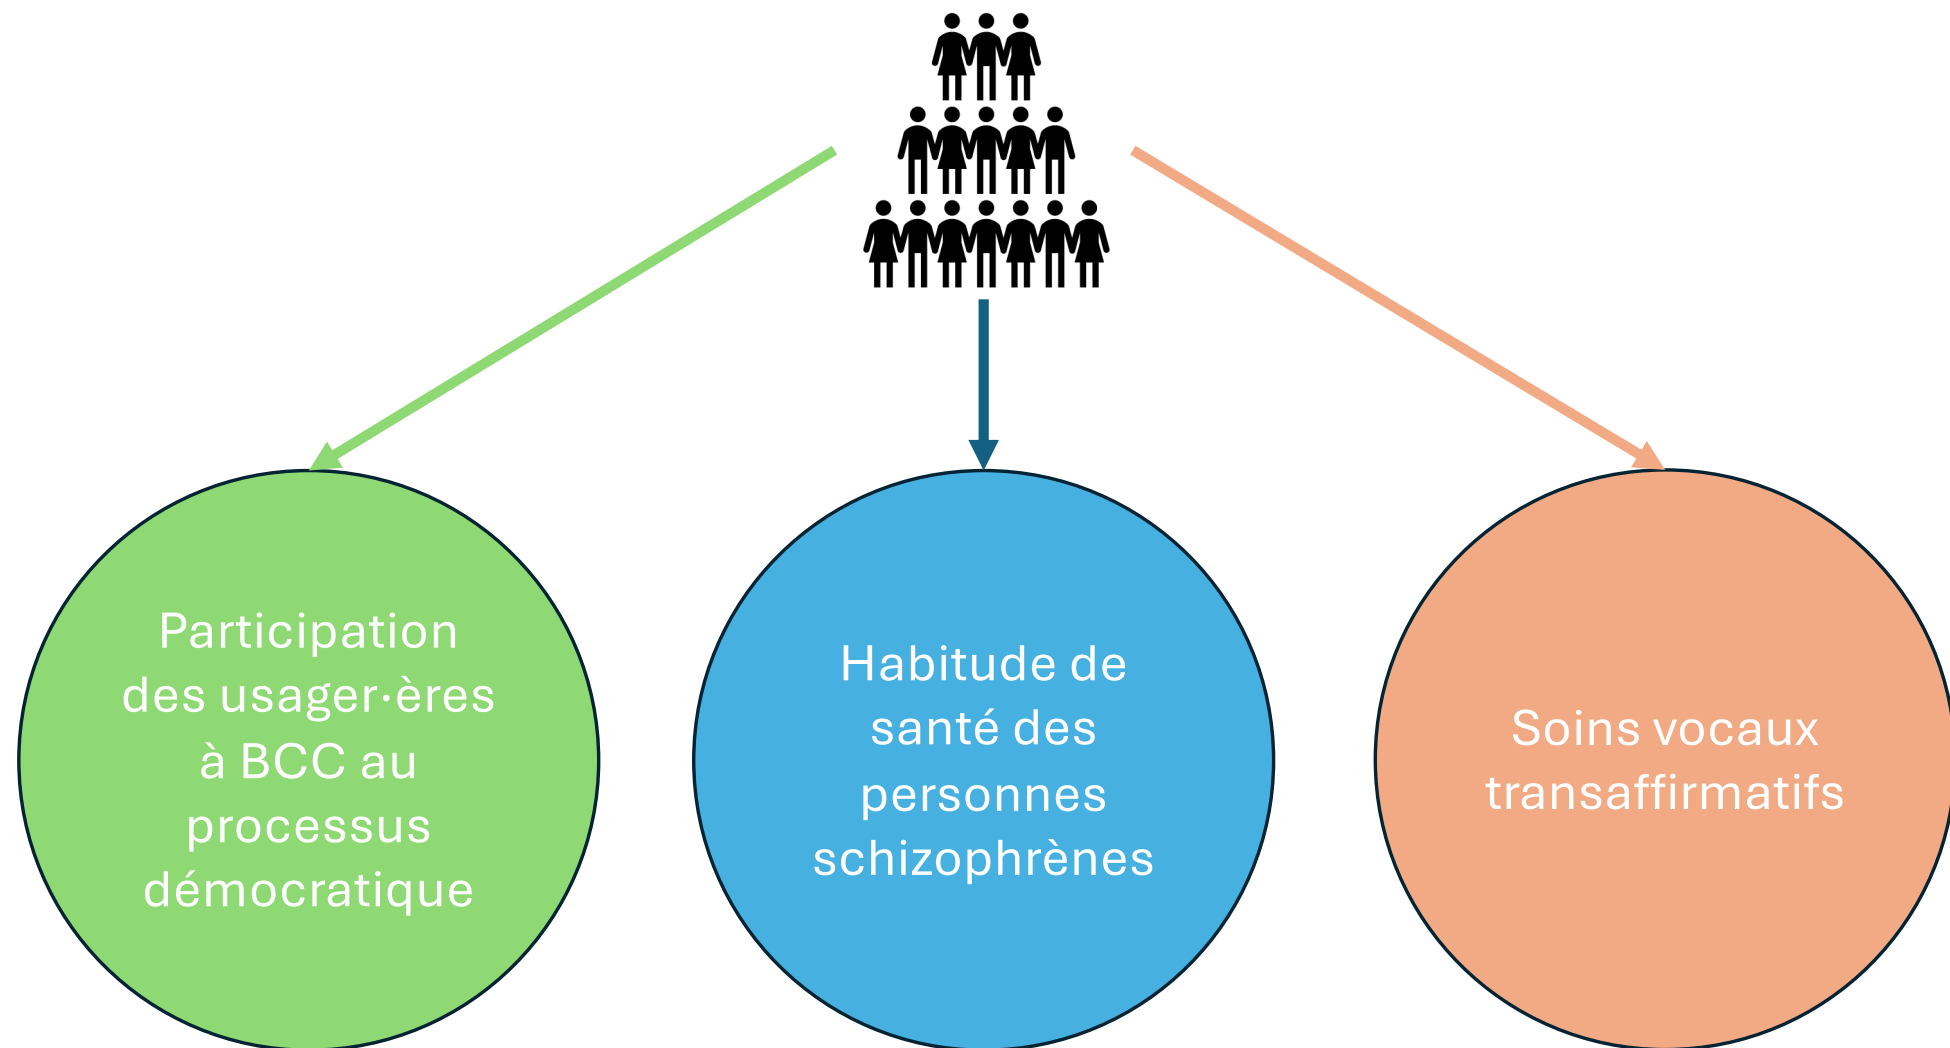 Participation
des usager·ères
à BCC au
processus
démocratique
Habitude de
santé des
personnes
schizophrènes
Soins vocaux
transaffirmatifs